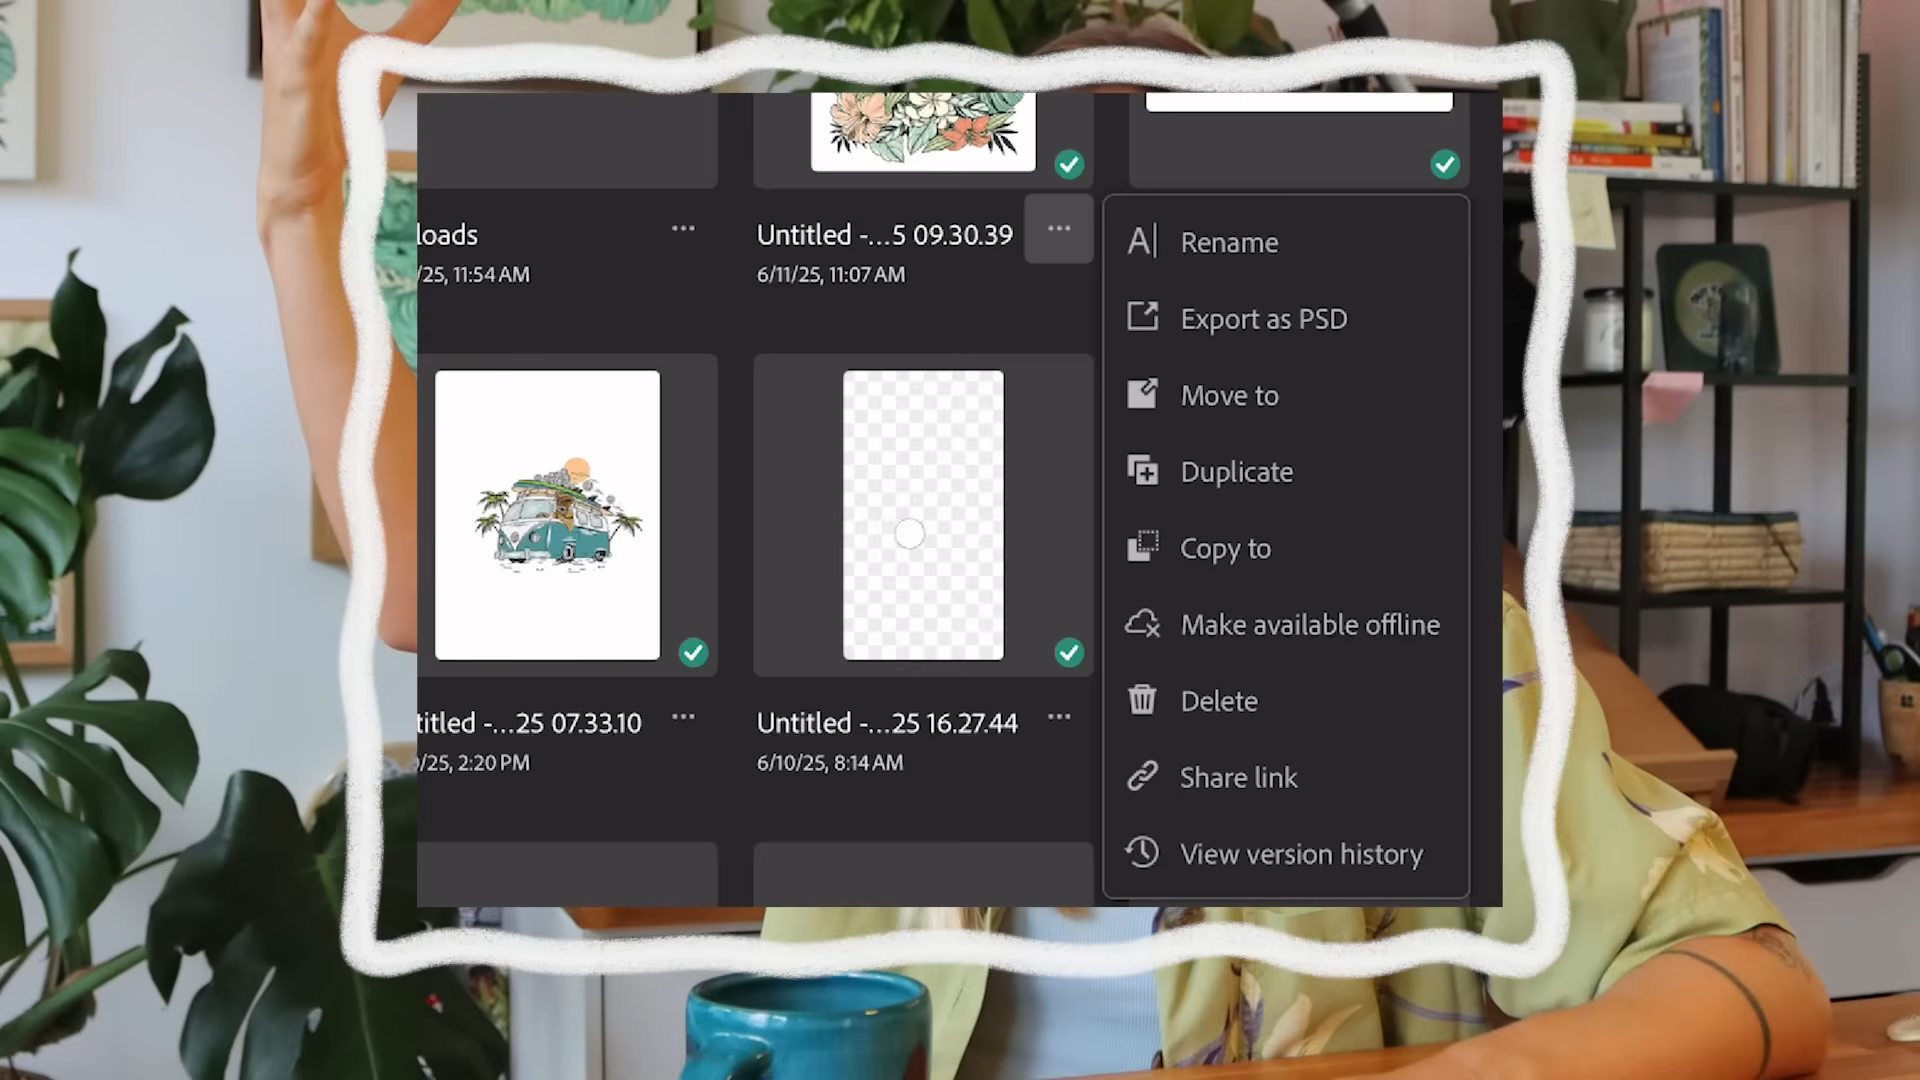 loads
/25, 11:54 AM
Untitled -...5 09.30.39
6/11/25, 11:07 AM
Rename
Export as PSD
Move to
Duplicate
Copy to
Make available offline
Delete
Share link
View version history
titled -...25 07.33.10
/25, 2:20 PM
Untitled -...25 16.27.44
6/10/25, 8:14 AM